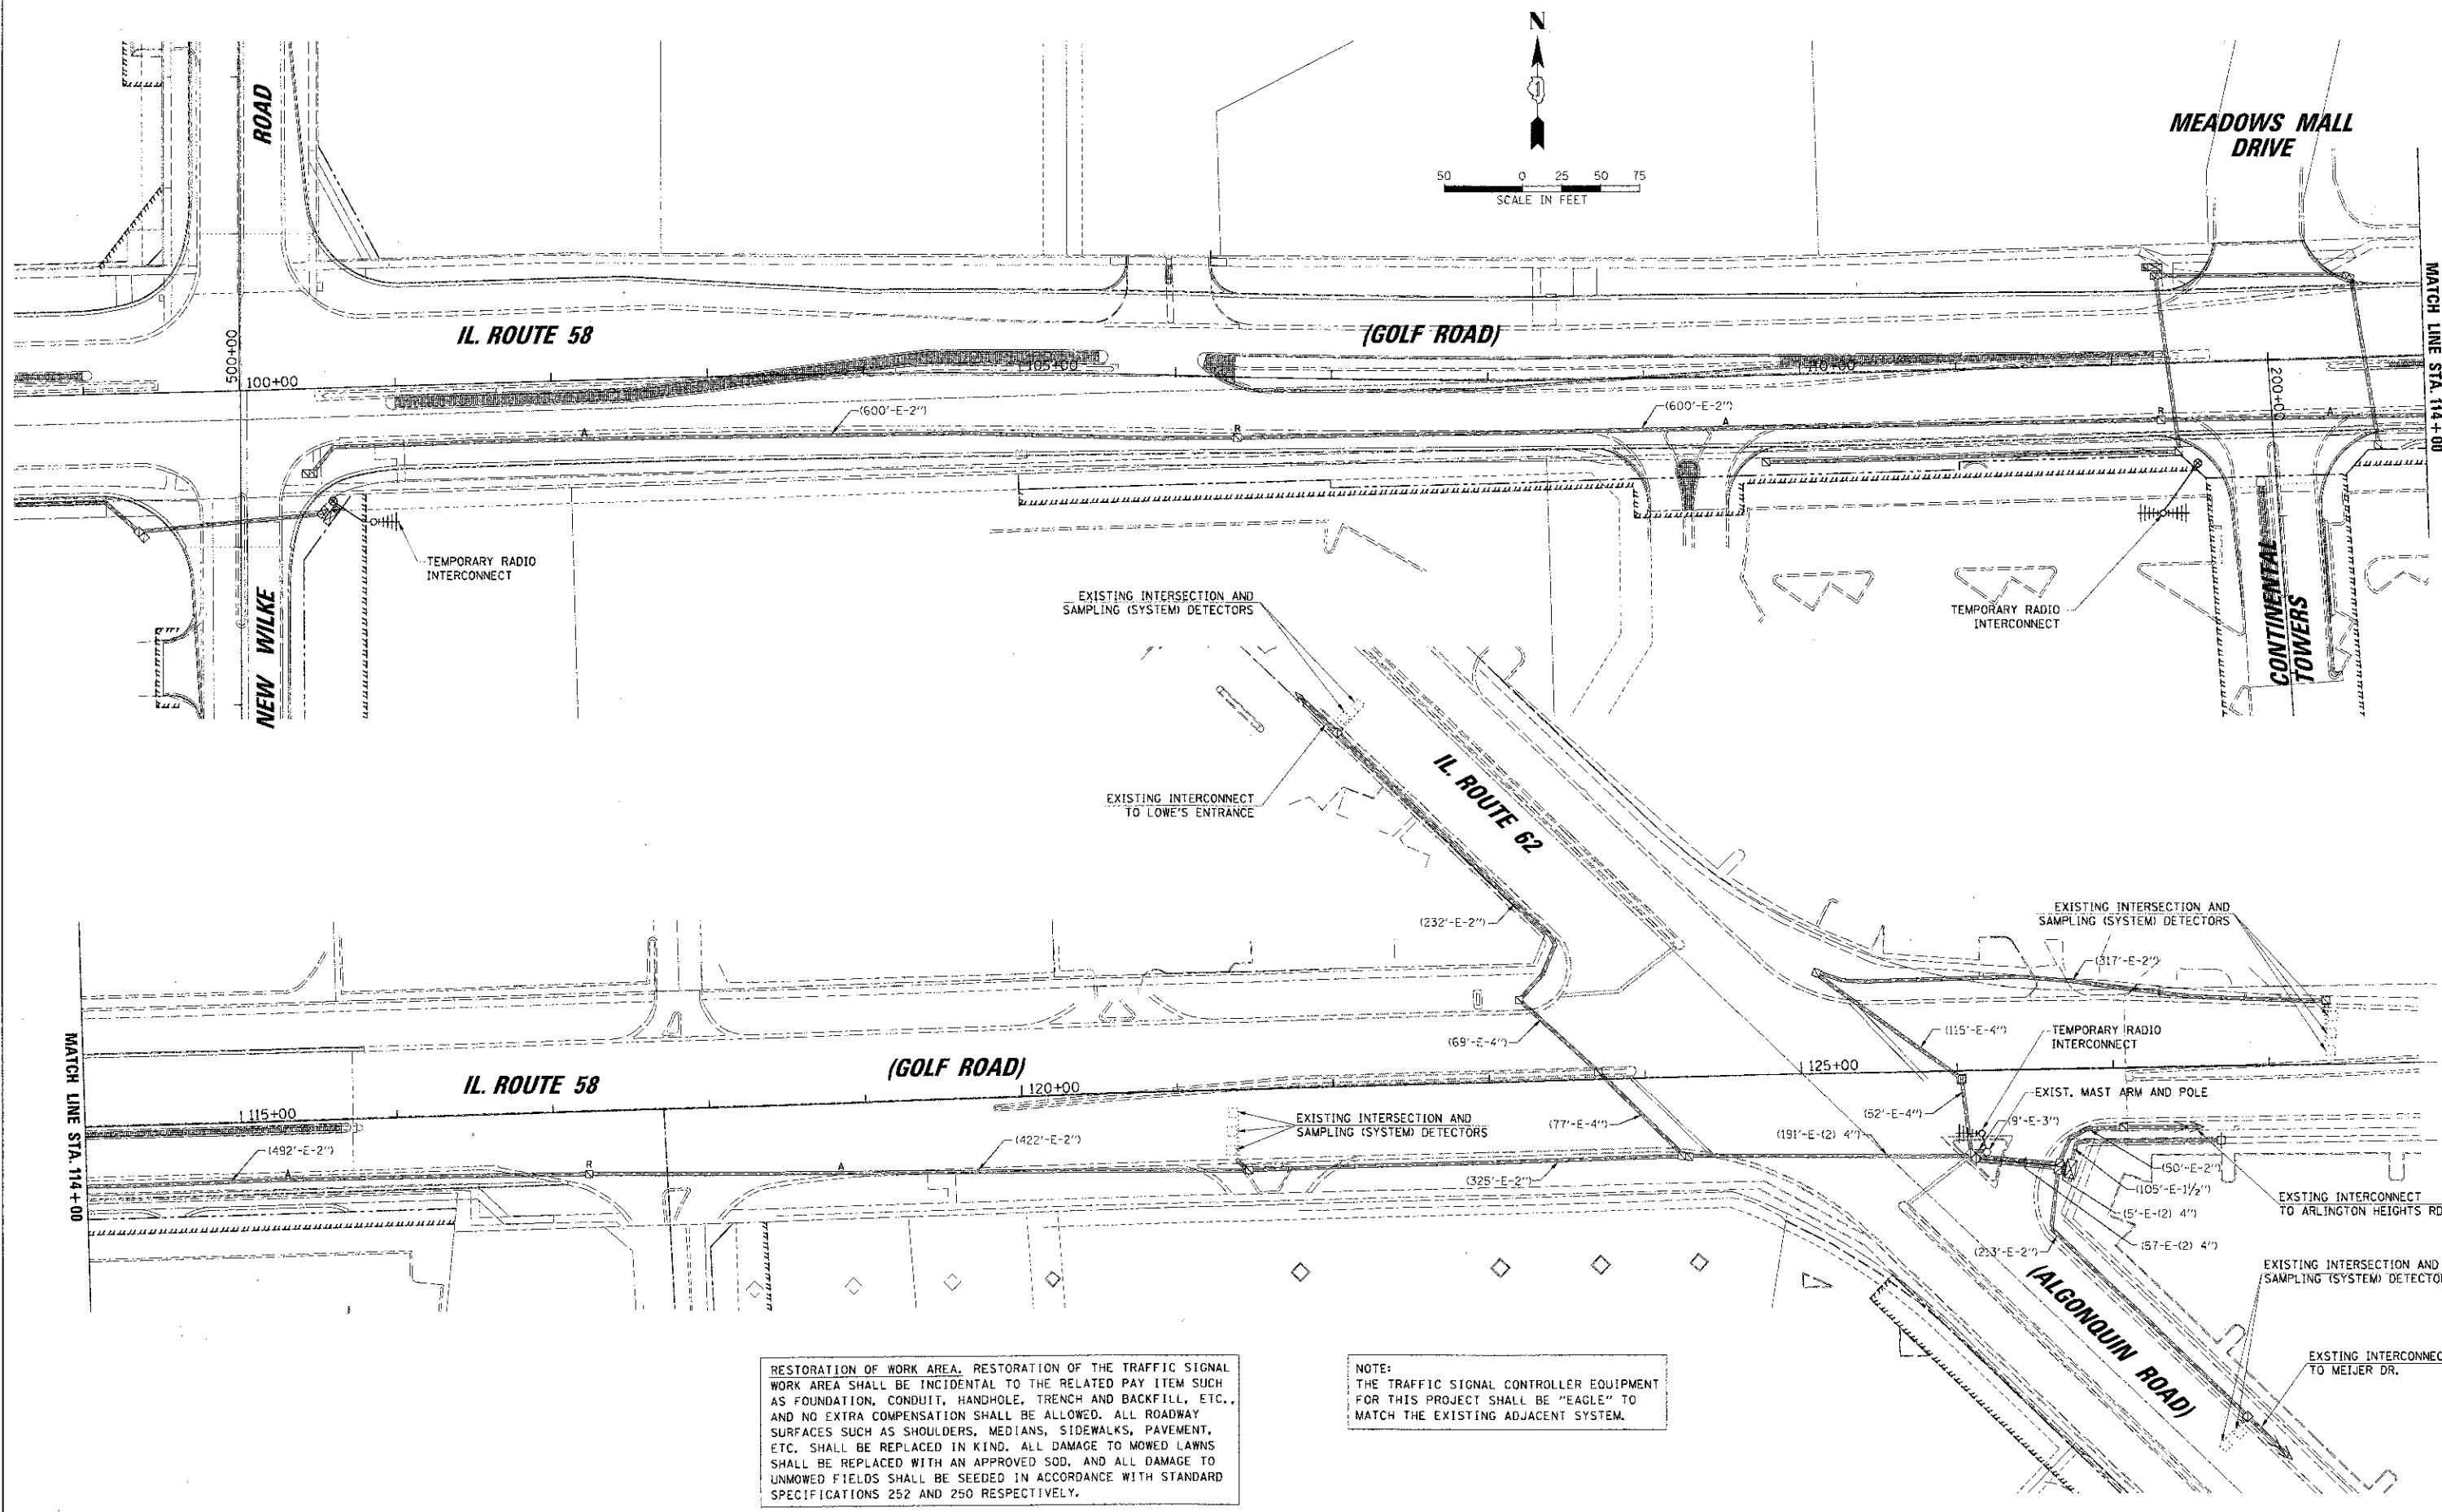 N
50 0 25 50 75
SCALE IN FEET
ROAD
MEADOWS MALL
DRIVE
MATCH LINE STA. 114+00
IL. ROUTE 58
(GOLF ROAD)
500+00
100+00
105+00
110+00
200+00
(600'-E-2")
(600'-E-2")
A
R
A
R
A
TEMPORARY RADIO
INTERCONNECT
NEW WILKE
TEMPORARY RADIO
INTERCONNECT
CONTINENTAL
TOWERS
EXISTING INTERSECTION AND
SAMPLING (SYSTEM) DETECTORS
EXISTING INTERCONNECT
TO LOWE'S ENTRANCE
IL. ROUTE 62
(232'-E-2")
EXISTING INTERSECTION AND
SAMPLING (SYSTEM) DETECTORS
(317'-E-2")
(115'-E-4")
TEMPORARY RADIO
INTERCONNECT
(69'-E-4")
MATCH LINE STA. 114+00
IL. ROUTE 58
(GOLF ROAD)
115+00
120+00
125+00
EXIST. MAST ARM AND POLE
(9'-E-3")
(52'-E-4")
EXISTING INTERSECTION AND
SAMPLING (SYSTEM) DETECTORS
(77'-E-4")
(191'-E-(2) 4")
(492'-E-2")
A
R
A
(422'-E-2")
(325'-E-2")
(50'-E-2")
(105'-E-1½")
(5'-E-(2) 4")
(57-E-(2) 4")
EXSTING INTERCONNECT
TO ARLINGTON HEIGHTS RD
(213'-E-2")
EXISTING INTERSECTION AND
SAMPLING (SYSTEM) DETECTO
(ALGONQUIN ROAD)
EXSTING INTERCONNEC
TO MEIJER DR.
RESTORATION OF WORK AREA. RESTORATION OF THE TRAFFIC SIGNAL
WORK AREA SHALL BE INCIDENTAL TO THE RELATED PAY ITEM SUCH
AS FOUNDATION, CONDUIT, HANDHOLE, TRENCH AND BACKFILL, ETC.,
AND NO EXTRA COMPENSATION SHALL BE ALLOWED. ALL ROADWAY
SURFACES SUCH AS SHOULDERS, MEDIANS, SIDEWALKS, PAVEMENT,
ETC. SHALL BE REPLACED IN KIND. ALL DAMAGE TO MOWED LAWNS
SHALL BE REPLACED WITH AN APPROVED SOD, AND ALL DAMAGE TO
UNMOWED FIELDS SHALL BE SEEDED IN ACCORDANCE WITH STANDARD
SPECIFICATIONS 252 AND 250 RESPECTIVELY.
NOTE:
THE TRAFFIC SIGNAL CONTROLLER EQUIPMENT
FOR THIS PROJECT SHALL BE "EAGLE" TO
MATCH THE EXISTING ADJACENT SYSTEM.